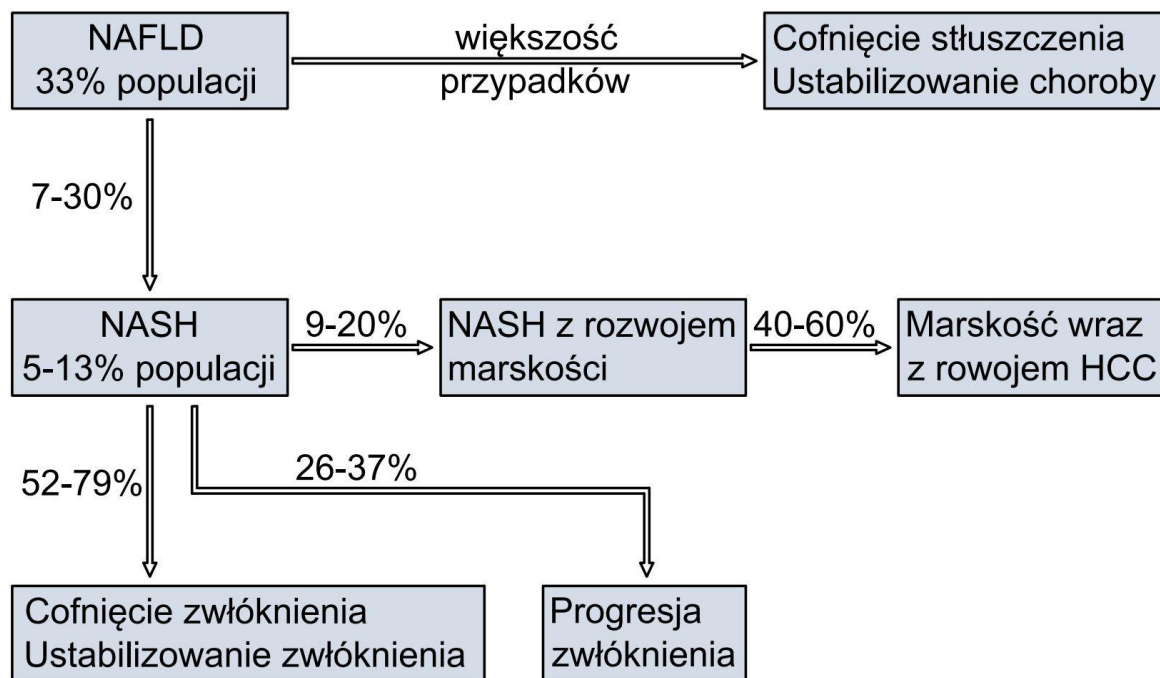 NAFLD
33% populacji
większość
przypadków
Cofnięcie stłuszczenia
Ustabilizowanie choroby
7-30%
NASH
5-13% populacji
9-20%
NASH z rozwojem
marskości
40-60%
Marskość wraz
z rowojem HCC
52-79%
26-37%
Cofnięcie zwłóknienia
Ustabilizowanie zwłóknienia
Progresja
zwłóknienia